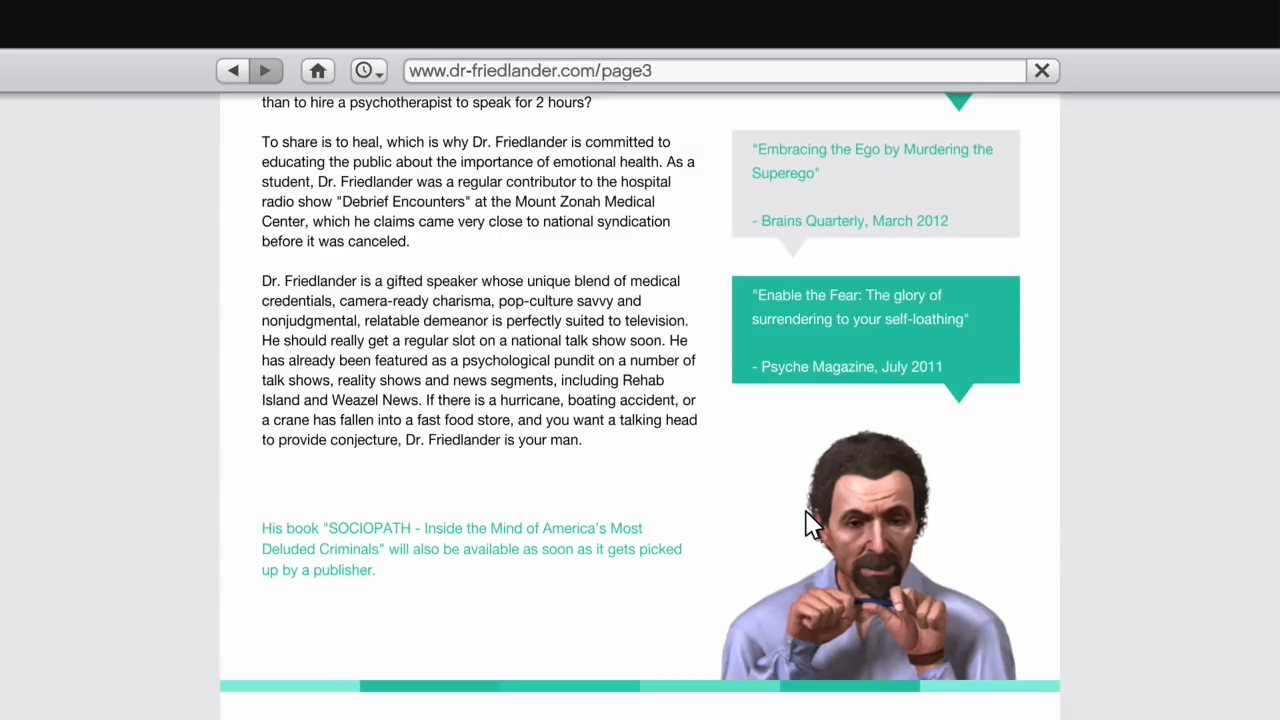 www.dr-friedlander.com/page3
than to hire a psychotherapist to speak for 2 hours?
To share is to heal, which is why Dr. Friedlander is committed to
educating the public about the importance of emotional health. As a
student, Dr. Friedlander was a regular contributor to the hospital
radio show "Debrief Encounters" at the Mount Zonah Medical
Center, which he claims came very close to national syndication
before it was canceled.
Dr. Friedlander is a gifted speaker whose unique blend of medical
credentials, camera-ready charisma, pop-culture savvy and
nonjudgmental, relatable demeanor is perfectly suited to television.
He should really get a regular slot on a national talk show soon. He
has already been featured as a psychological pundit on a number of
talk shows, reality shows and news segments, including Rehab
Island and Weazel News. If there is a hurricane, boating accident, or
a crane has fallen into a fast food store, and you want a talking head
to provide conjecture, Dr. Friedlander is your man.
His book "SOCIOPATH - Inside the Mind of America's Most
Deluded Criminals" will also be available as soon as it gets picked
up by a publisher.
"Embracing the Ego by Murdering the
Superego"
- Brains Quarterly, March 2012
"Enable the Fear: The glory of
surrendering to your self-loathing"
- Psyche Magazine, July 2011